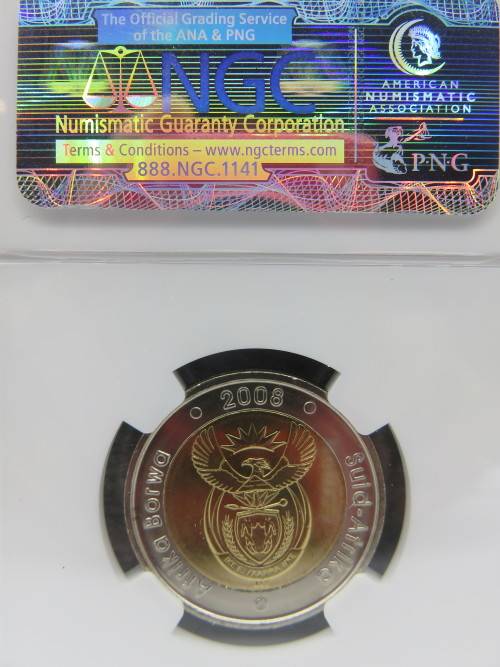 The Official Grading Service
of the ANA & PNG
NGC
Numismatic Guaranty Corporation
Terms & Conditions – www.ngcterms.com
888.NGC.1141
AMERICAN
NUMISMATIC
ASSOCIATION
P·N·G
2008
Afrika Borwa
Suid-Afrika